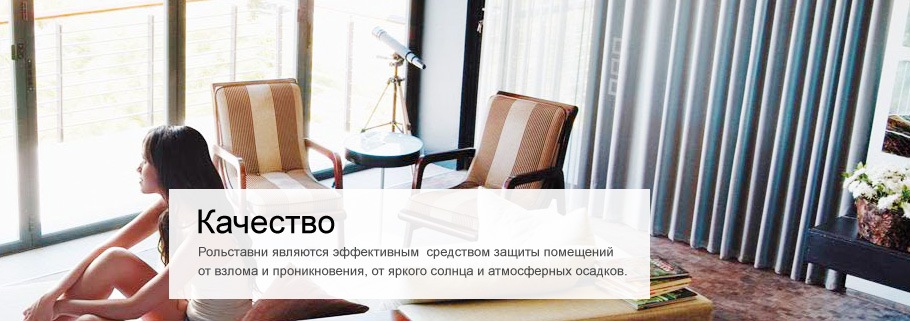 Качество
Рольставни являются эффективным средством защиты помещений
от взлома и проникновения, от яркого солнца и атмосферных осадков.